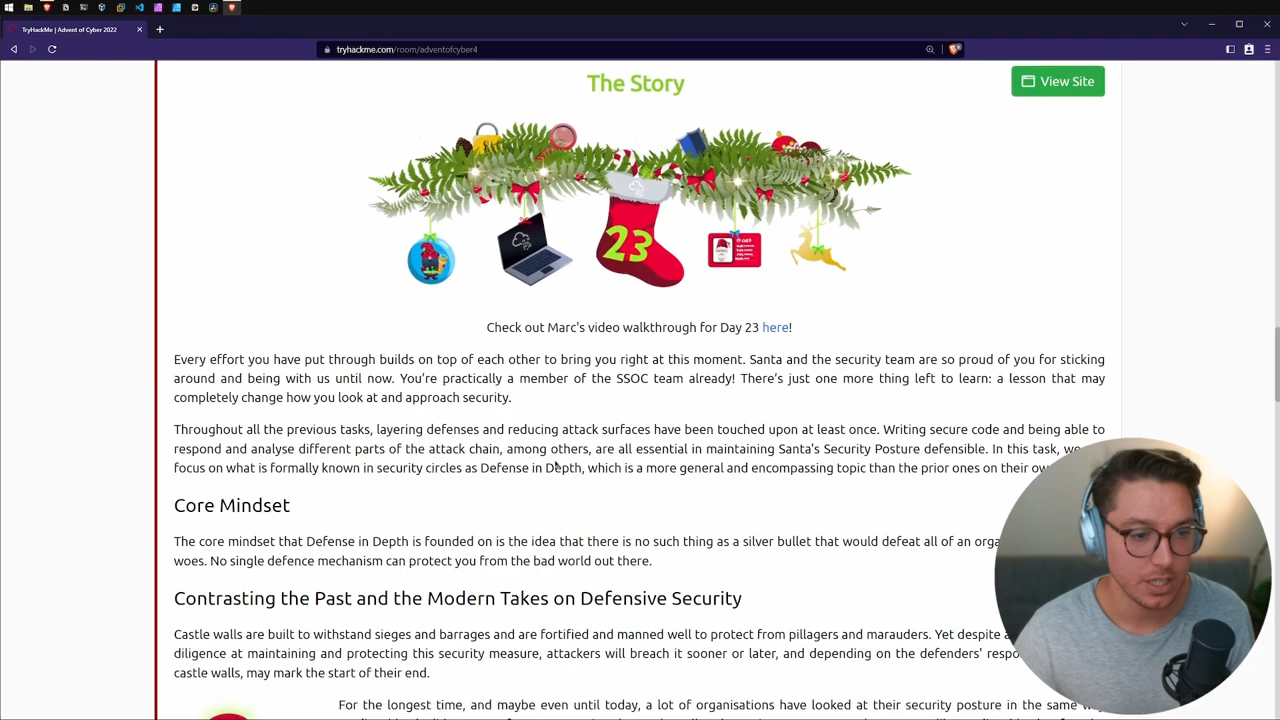 TryHackMe | Advent of Cyber 2022
tryhackme.com/room/adventofcyber4
The Story
View Site
23
Check out Marc's video walkthrough for Day 23 here!
Every effort you have put through builds on top of each other to bring you right at this moment. Santa and the security team are so proud of you for sticking
around and being with us until now. You're practically a member of the SSOC team already! There's just one more thing left to learn: a lesson that may
completely change how you look at and approach security.
Throughout all the previous tasks, layering defenses and reducing attack surfaces have been touched upon at least once. Writing secure code and being able to
respond and analyse different parts of the attack chain, among others, are all essential in maintaining Santa's Security Posture defensible. In this task,
focus on what is formally known in security circles as Defense in Depth, which is a more general and encompassing topic than the prior ones on their
Core Mindset
The core mindset that Defense in Depth is founded on is the idea that there is no such thing as a silver bullet that would defeat all of an
woes. No single defence mechanism can protect you from the bad world out there.
Contrasting the Past and the Modern Takes on Defensive Security
Castle walls are built to withstand sieges and barrages and are fortified and manned well to protect from pillagers and marauders. Yet despite
diligence at maintaining and protecting this security measure, attackers will breach it sooner or later, and depending on the defenders'
castle walls, may mark the start of their end.
For the longest time, and maybe even until today, a lot of organisations have looked at their security posture in the same